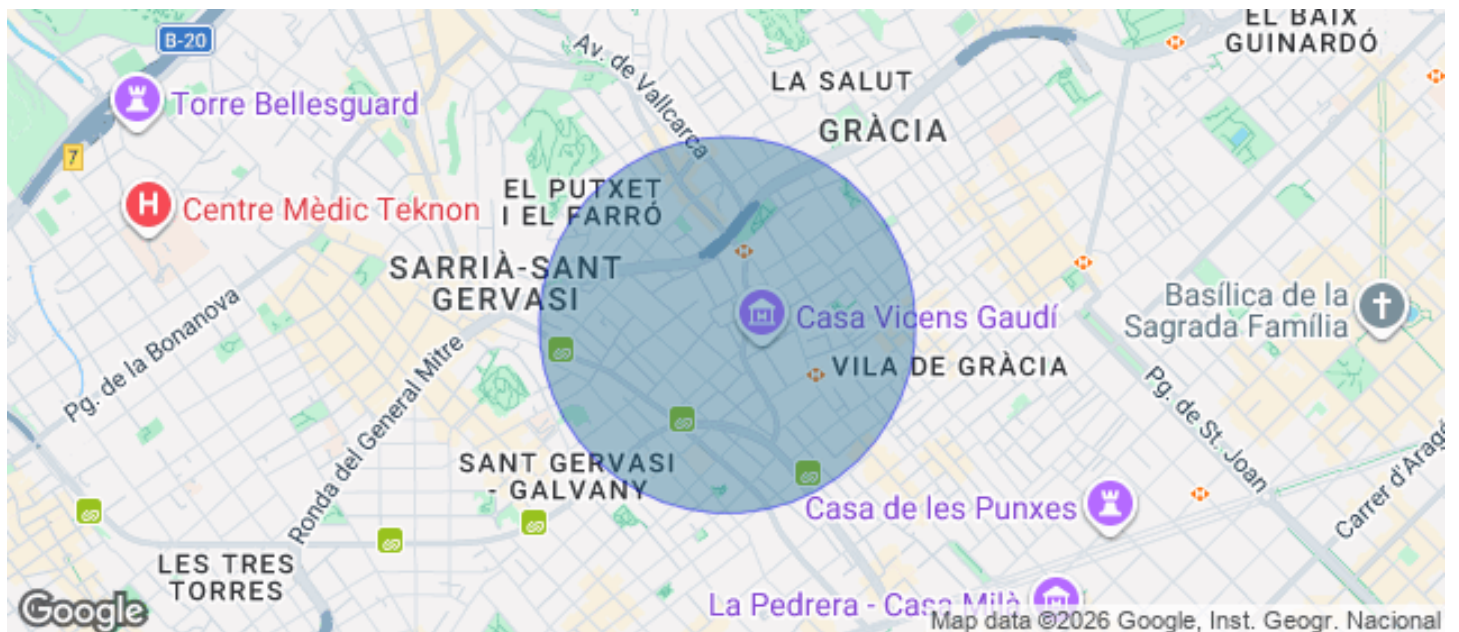 EL BAIX
GUINARDÓ
B-20
Av. de Vallcarca
LA SALUT
Torre Bellesguard
GRÀCIA
7
EL PUTXET
I EL FARRÓ
H Centre Mèdic Teknon
SARRIÀ-SANT
GERVASI
Basílica de la
Sagrada Família
Casa Vicens Gaudí
Pg. de la Bonanova
VILA DE GRÀCIA
Ronda del General Mitre
Pg. de St. Joan
SANT GERVASI
- GALVANY
Carrer d'Aragó
Casa de les Punxes
LES TRES
TORRES
La Pedrera - Casa Milà
Google
Map data ©2026 Google, Inst. Geogr. Nacional